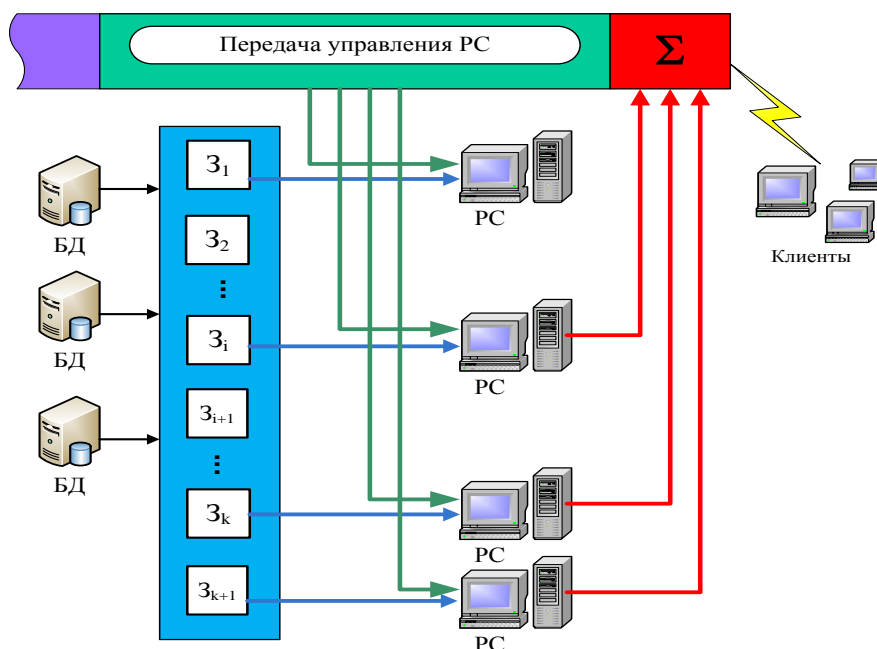 Передача управления РС
Σ
З1
З2
...
Зi
Зi+1
...
Зk
Зk+1
БД
БД
БД
РС
РС
РС
РС
Клиенты